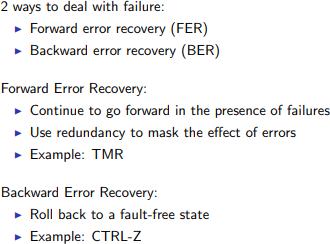 2 ways to deal with failure:
▶ Forward error recovery (FER)
▶ Backward error recovery (BER)
Forward Error Recovery:
▶ Continue to go forward in the presence of failures
▶ Use redundancy to mask the effect of errors
▶ Example: TMR
Backward Error Recovery:
▶ Roll back to a fault-free state
▶ Example: CTRL-Z